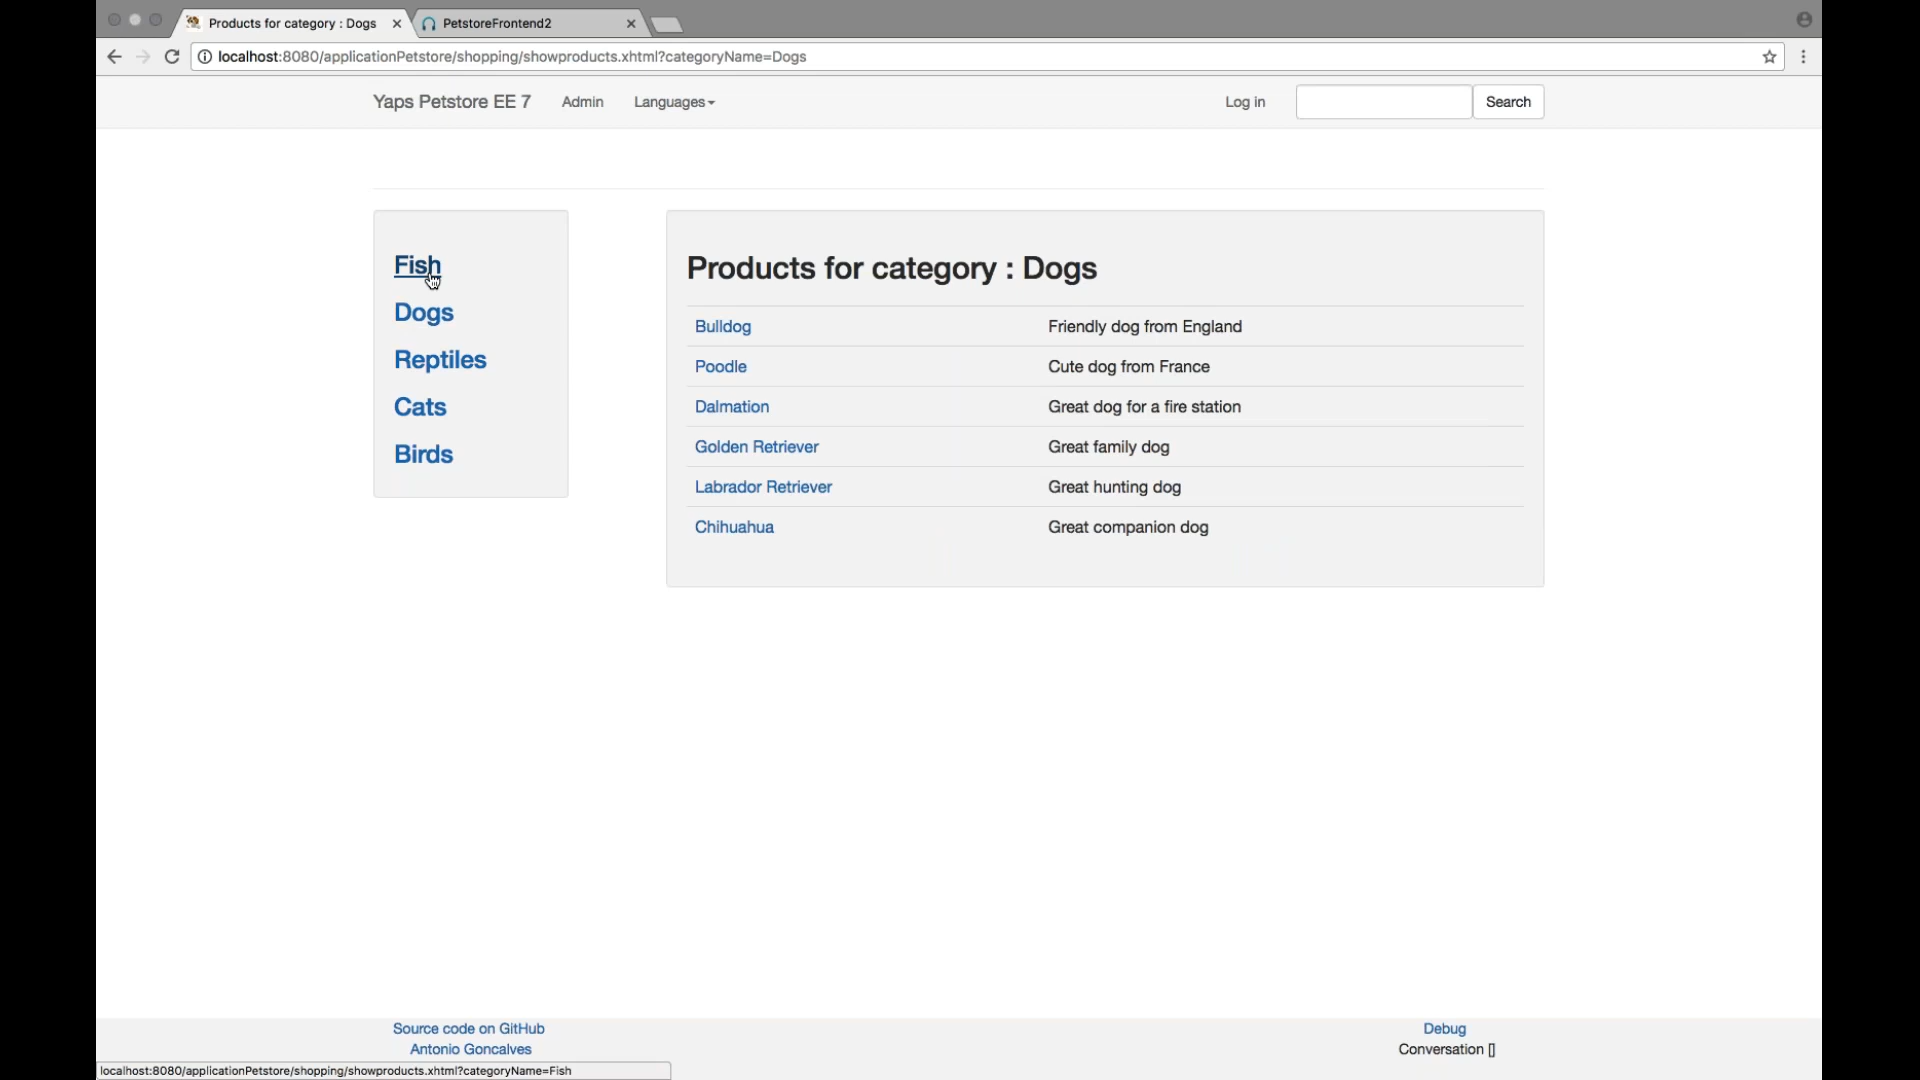 Products for category : Dogs
PetstoreFrontend2
localhost:8080/applicationPetstore/shopping/showproducts.xhtml?categoryName=Dogs
Yaps Petstore EE 7 Admin Languages Log in Search
Fish
Dogs
Reptiles
Cats
Birds
Products for category : Dogs
Bulldog Friendly dog from England
Poodle Cute dog from France
Dalmation Great dog for a fire station
Golden Retriever Great family dog
Labrador Retriever Great hunting dog
Chihuahua Great companion dog
Source code on GitHub
Antonio Goncalves
Debug
Conversation []
localhost:8080/applicationPetstore/shopping/showproducts.xhtml?categoryName=Fish